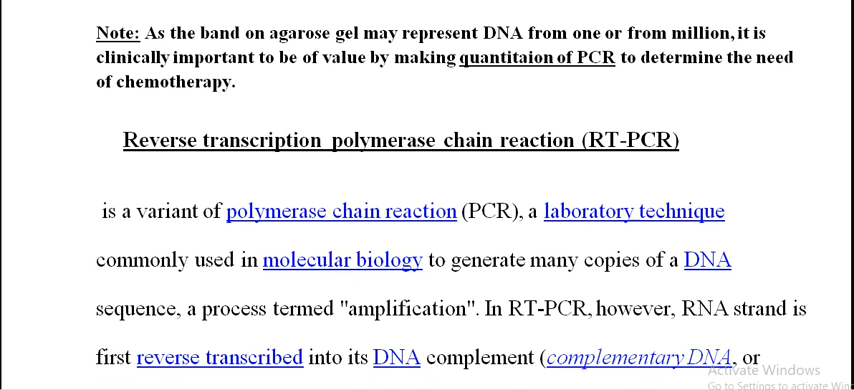 Note: As the band on agarose gel may represent DNA from one or from million, it is
clinically important to be of value by making quantitaion of PCR to determine the need
of chemotherapy.
Reverse transcription polymerase chain reaction (RT-PCR)
is a variant of polymerase chain reaction (PCR), a laboratory technique
commonly used in molecular biology to generate many copies of a DNA
sequence, a process termed "amplification". In RT-PCR, however, RNA strand is
first reverse transcribed into its DNA complement (complementary DNA, or
Activate Windows
Go to Settings to activate Win